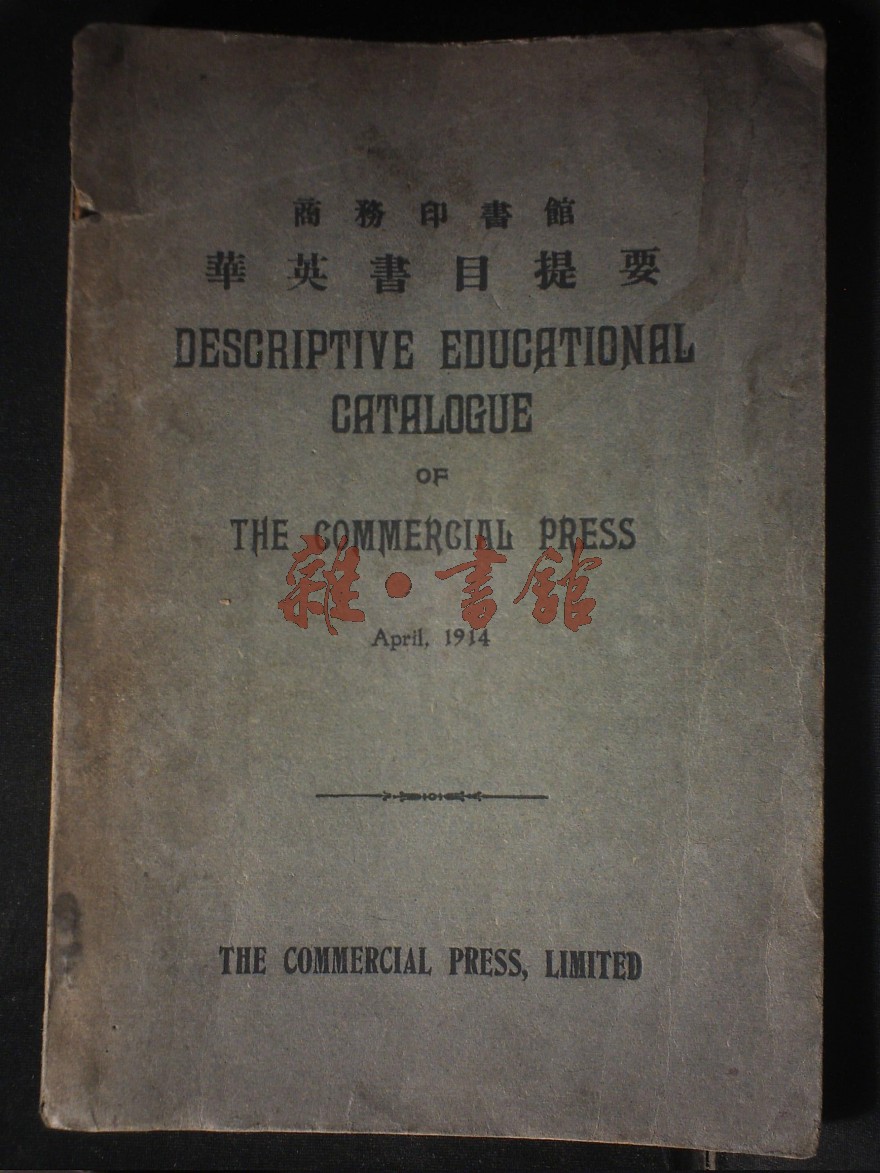 商務印書館
華英書目提要
DESCRIPTIVE EDUCATIONAL
CATALOGUE
OF
THE COMMERCIAL PRESS
雜·書館
April, 1914
THE COMMERCIAL PRESS, LIMITED